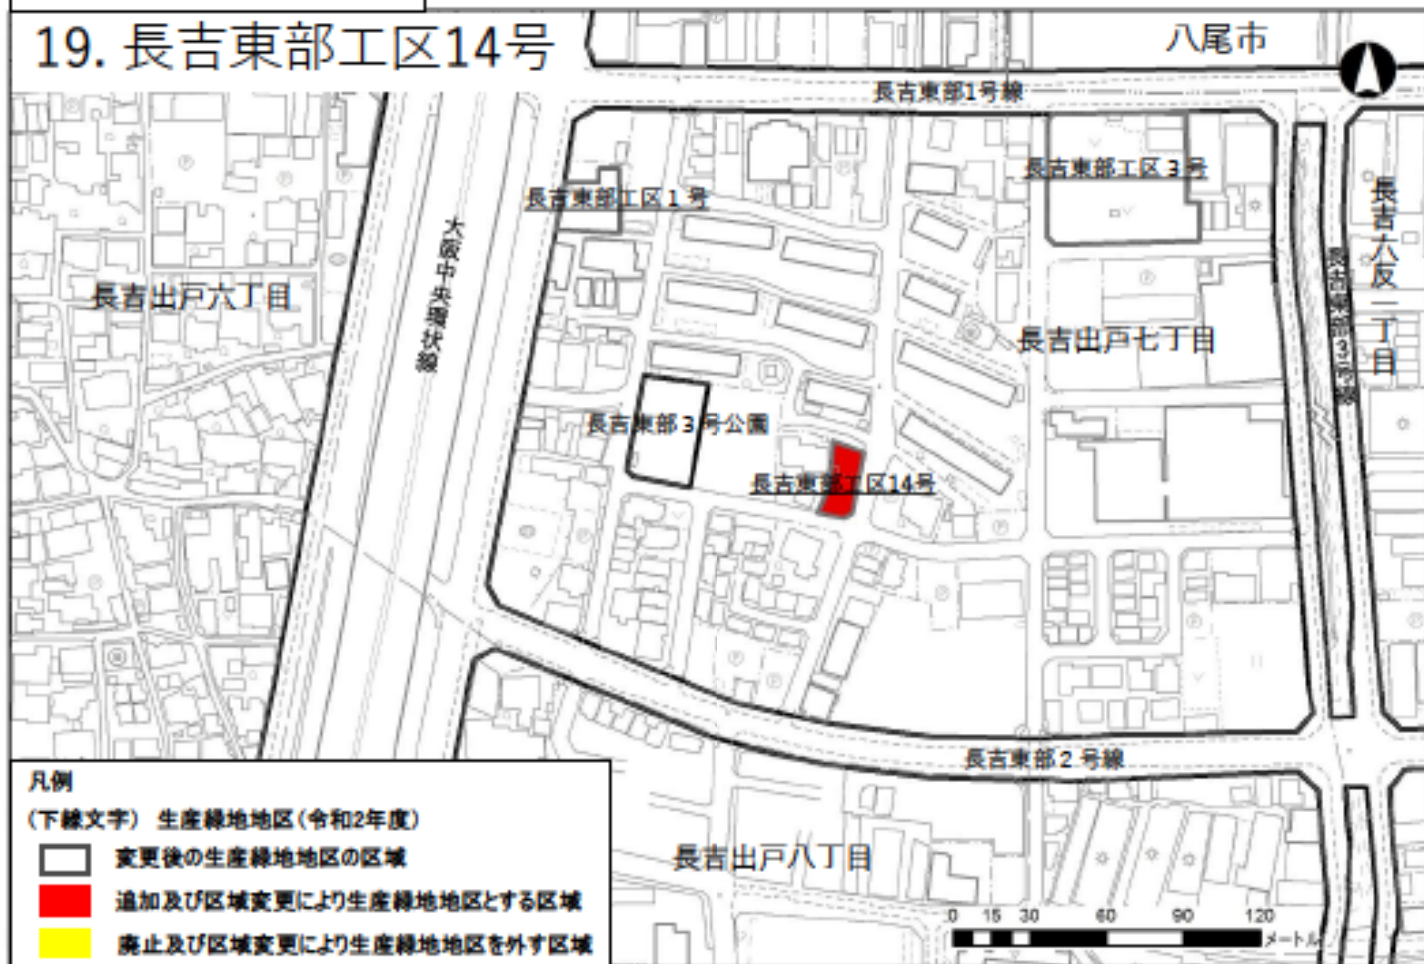 19. 長吉東部工区14号
八尾市
長吉東部1号線
長吉東部工区1号
長吉東部工区3号
長吉六反一丁目
大阪中央環状線
長吉出戸六丁目
長吉出戸七丁目
長吉東部3号線
長吉東部3号公園
長吉東部工区14号
長吉東部2号線
長吉出戸八丁目
凡例
(下線文字) 生産緑地地区(令和2年度)
変更後の生産緑地地区の区域
追加及び区域変更により生産緑地地区とする区域
廃止及び区域変更により生産緑地地区を外す区域
0 15 30 60 90 120
メートル